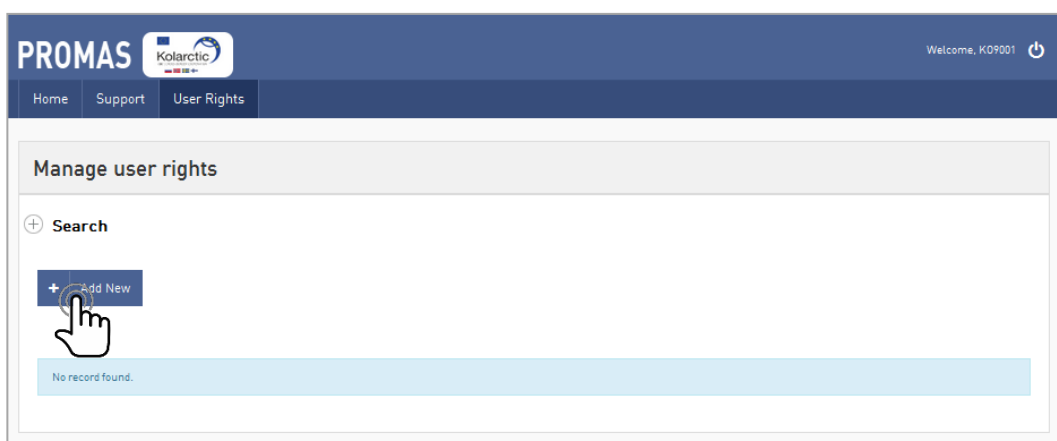 PROMAS
Kolarctic
Welcome, K09001
Home Support User Rights
Manage user rights
Search
Add New
No record found.